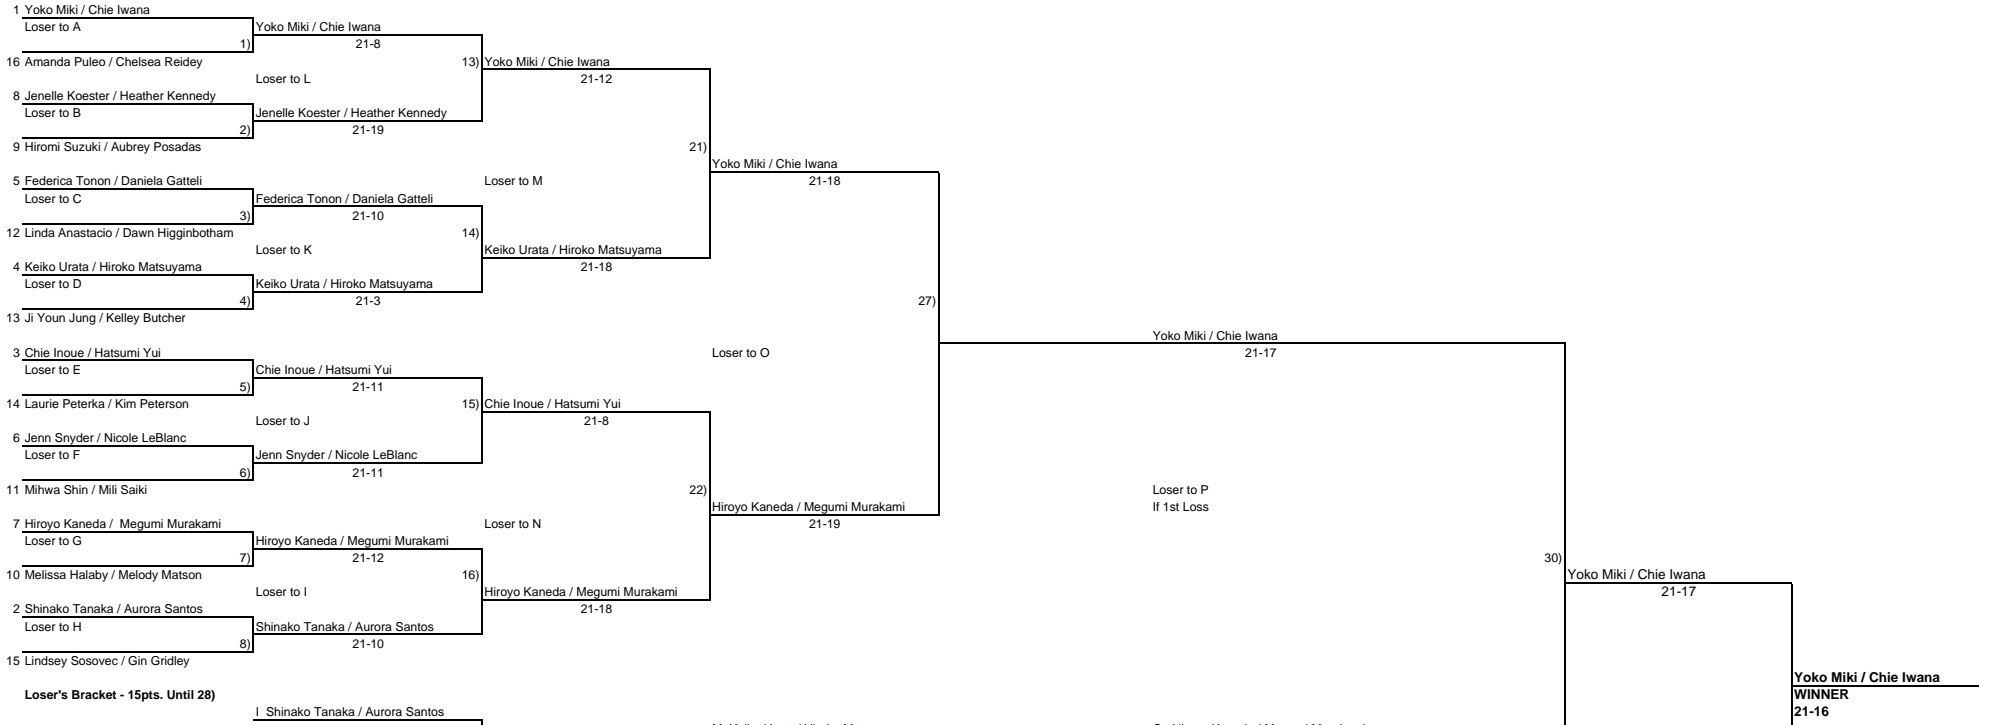 1 Yoko Miki / Chie Iwana
Loser to A
Yoko Miki / Chie Iwana
1)
21-8
16 Amanda Puleo / Chelsea Reidey
13) Yoko Miki / Chie Iwana
Loser to L
21-12
8 Jenelle Koester / Heather Kennedy
Loser to B
Jenelle Koester / Heather Kennedy
2)
21-19
9 Hiromi Suzuki / Aubrey Posadas
21)
Yoko Miki / Chie Iwana
5 Federica Tonon / Daniela Gatteli
Loser to M
21-18
Loser to C
Federica Tonon / Daniela Gatteli
3)
21-10
12 Linda Anastacio / Dawn Higginbotham
14)
Loser to K
Keiko Urata / Hiroko Matsuyama
4 Keiko Urata / Hiroko Matsuyama
21-18
Loser to D
Keiko Urata / Hiroko Matsuyama
4)
21-3
27)
13 Ji Youn Jung / Kelley Butcher
Yoko Miki / Chie Iwana
3 Chie Inoue / Hatsumi Yui
Loser to O
21-17
Loser to E
Chie Inoue / Hatsumi Yui
5)
21-11
14 Laurie Peterka / Kim Peterson
15) Chie Inoue / Hatsumi Yui
Loser to J
21-8
6 Jenn Snyder / Nicole LeBlanc
Loser to F
Jenn Snyder / Nicole LeBlanc
6)
21-11
11 Mihwa Shin / Mili Saiki
22)
Loser to P
Hiroyo Kaneda / Megumi Murakami
If 1st Loss
7 Hiroyo Kaneda / Megumi Murakami
Loser to N
21-19
Loser to G
Hiroyo Kaneda / Megumi Murakami
7)
21-12
30)
10 Melissa Halaby / Melody Matson
16)
Yoko Miki / Chie Iwana
Loser to I
Hiroyo Kaneda / Megumi Murakami
21-17
2 Shinako Tanaka / Aurora Santos
21-18
Loser to H
Shinako Tanaka / Aurora Santos
8)
21-10
15 Lindsey Sosovec / Gin Gridley
Yoko Miki / Chie Iwana
Loser's Bracket - 15pts. Until 28)
WINNER
I Shinako Tanaka / Aurora Santos
21-16